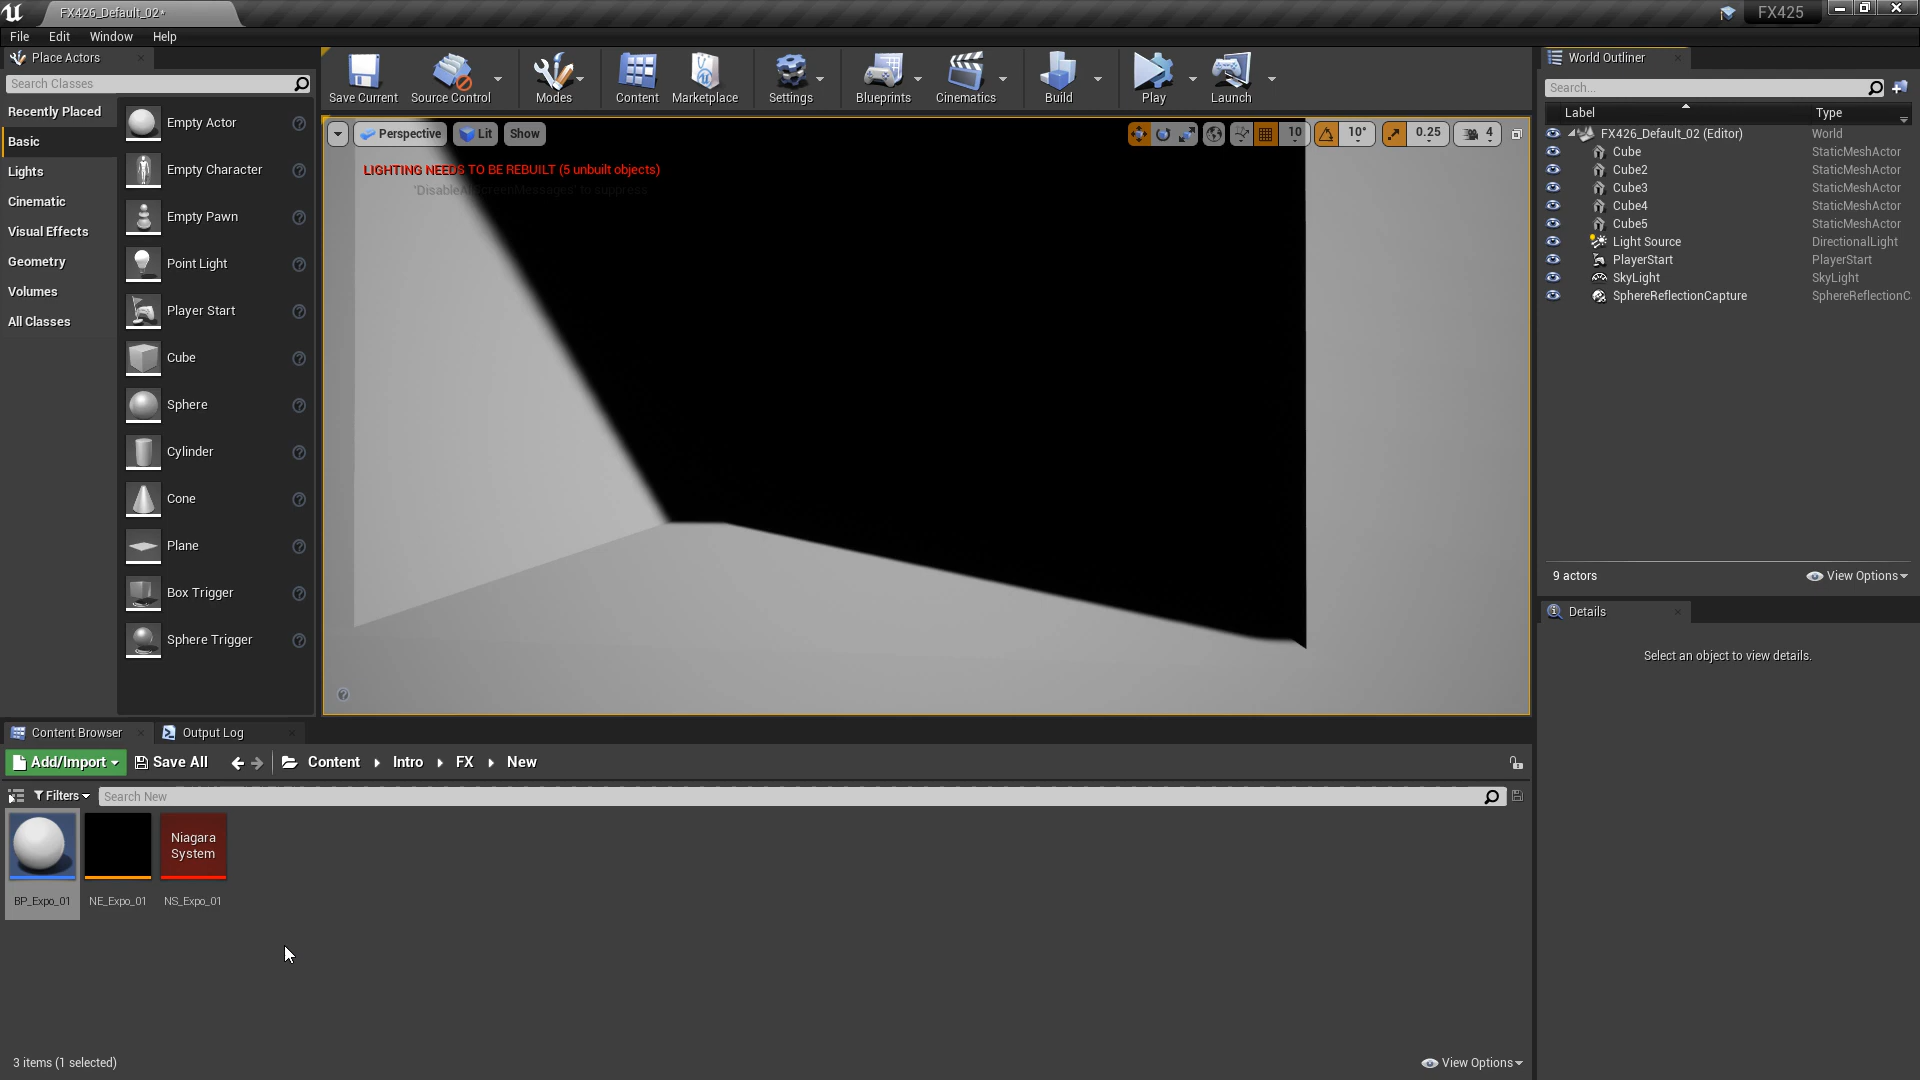 FX426_Default_02*
FX425
File Edit Window Help
Place Actors
Search Classes
Recently Placed
Basic
Lights
Cinematic
Visual Effects
Geometry
Volumes
All Classes
Empty Actor
Empty Character
Empty Pawn
Point Light
Player Start
Cube
Sphere
Cylinder
Cone
Plane
Box Trigger
Sphere Trigger
Save Current Source Control Modes Content Marketplace Settings Blueprints Cinematics Build Play Launch
Perspective Lit Show 10 10° 0.25 4
LIGHTING NEEDS TO BE REBUILT (5 unbuilt objects)
'DisableAllScreenMessages' to suppress
World Outliner
Search...
Label Type
FX426_Default_02 (Editor) World
Cube StaticMeshActor
Cube2 StaticMeshActor
Cube3 StaticMeshActor
Cube4 StaticMeshActor
Cube5 StaticMeshActor
Light Source DirectionalLight
PlayerStart PlayerStart
SkyLight SkyLight
SphereReflectionCapture SphereReflectionC
9 actors View Options
Details
Select an object to view details.
Content Browser Output Log
Add/Import Save All Content Intro FX New
Filters Search New
Niagara
System
BP_Expo_01 NE_Expo_01 NS_Expo_01
3 items (1 selected) View Options